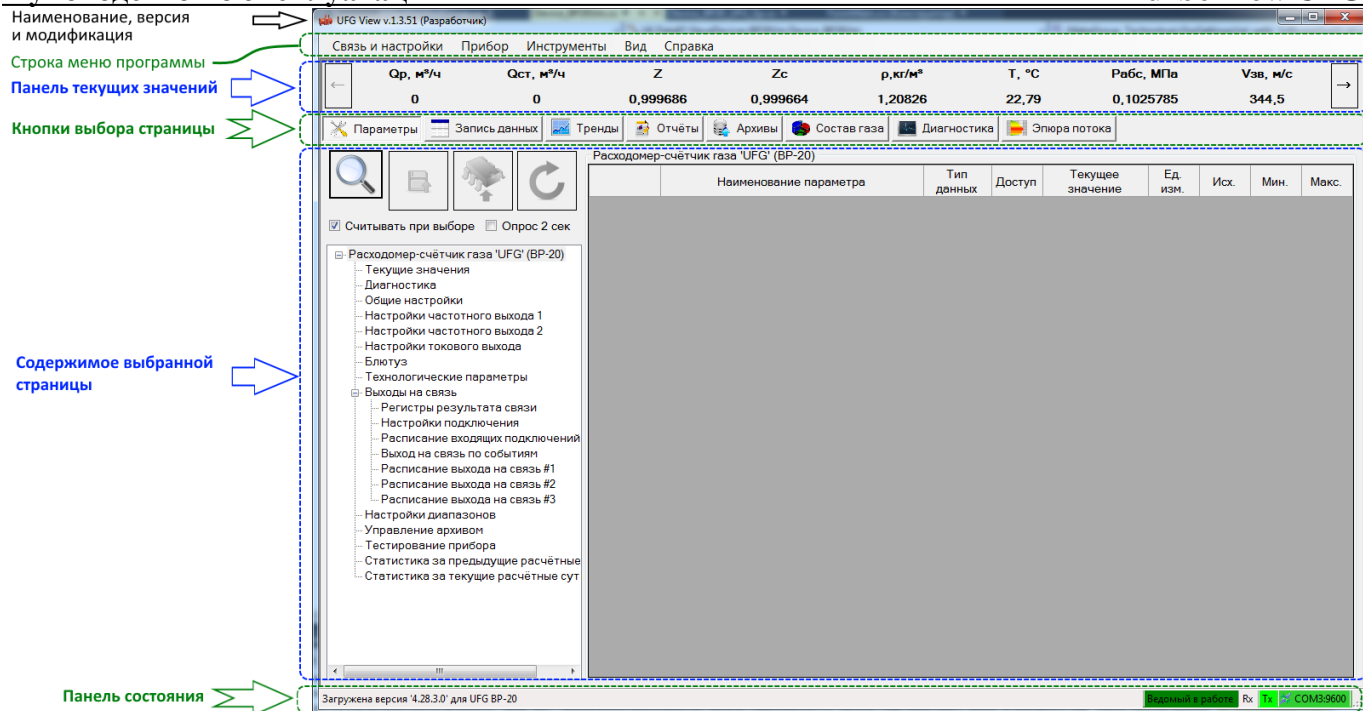 Наименование, версия
и модификация
Строка меню программы
Панель текущих значений
Кнопки выбора страницы
Содержимое выбранной
страницы
Панель состояния
UFG View v.1.3.51 (Разработчик)
Связь и настройки Прибор Инструменты Вид Справка
Qp, м³/ч Qст, м³/ч Z Zc ρ,кг/м³ T, °C Рабс, МПа Vзв, м/с
0 0 0,999686 0,999664 1,20826 22,79 0,1025785 344,5
Параметры Запись данных Тренды Отчёты Архивы Состав газа Диагностика Эпюра потока
Считывать при выборе Опрос 2 сек
Расходомер-счётчик газа 'UFG' (ВР-20)
Текущие значения
Диагностика
Общие настройки
Настройки частотного выхода 1
Настройки частотного выхода 2
Настройки токового выхода
Блютуз
Технологические параметры
Выходы на связь
Регистры результата связи
Настройки подключения
Расписание входящих подключений
Выход на связь по событиям
Расписание выхода на связь #1
Расписание выхода на связь #2
Расписание выхода на связь #3
Настройки диапазонов
Управление архивом
Тестирование прибора
Статистика за предыдущие расчётные
Статистика за текущие расчётные сут
Расходомер-счётчик газа 'UFG' (ВР-20)
Наименование параметра Тип данных Доступ Текущее значение Ед. изм. Исх. Мин. Макс.
Загружена версия '4.28.3.0' для UFG ВР-20
Ведомый в работе Rx Tx COM3:9600